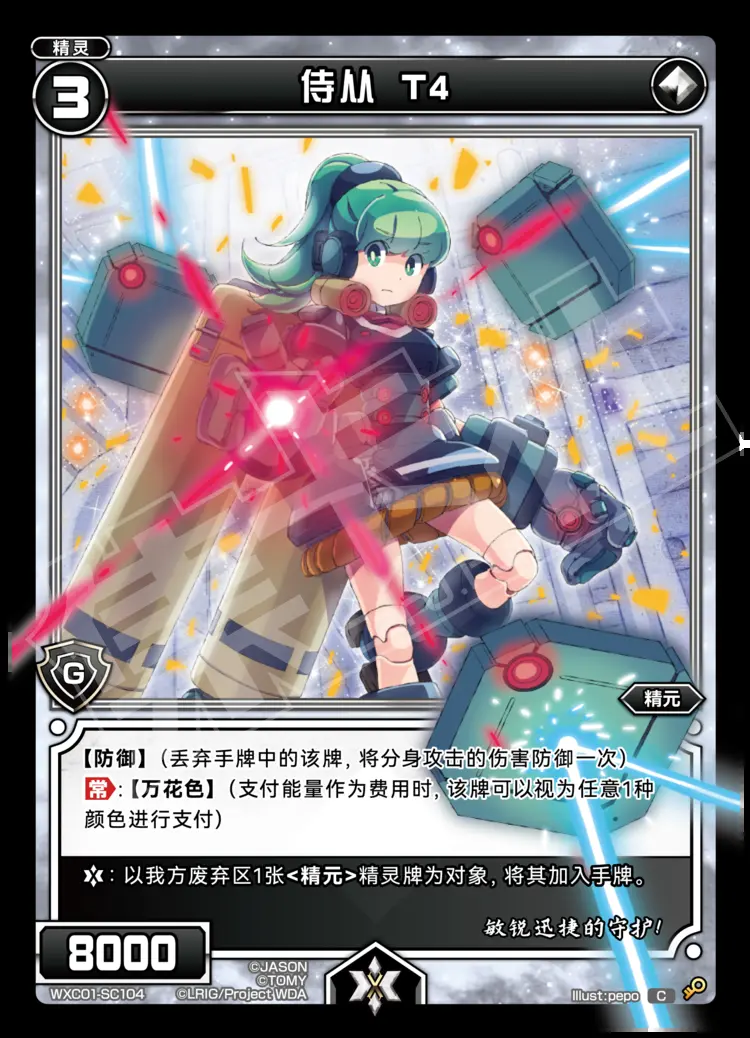 精灵
3
侍从 T4
G
精元
【防御】(丢弃手牌中的该牌, 将分身攻击的伤害防御一次)
常:【万花色】(支付能量作为费用时, 该牌可以视为任意1种
颜色进行支付)
:以我方废弃区1张<精元>精灵牌为对象, 将其加入手牌。
敏锐迅捷的守护!
8000
©JASON
©TOMY
WXC01-SC104 ©LRIG/Project WDA
Illust:pepo C